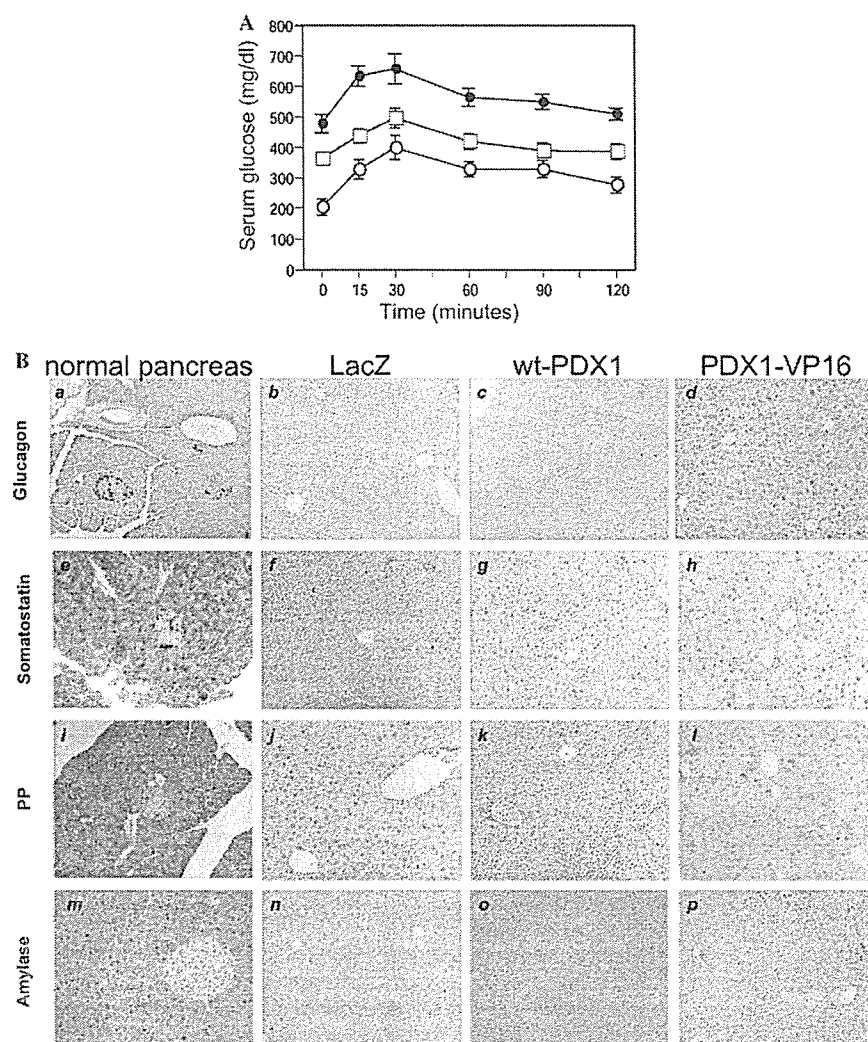 A
Serum glucose (mg/dl)
800
700
600
500
400
300
200
100
0
0 15 30 60 90 120
Time (minutes)
B normal pancreas LacZ wt-PDX1 PDX1-VP16
Glucagon
a b c d
Somatostatin
e f g h
PP
i j k l
Amylase
m n o p